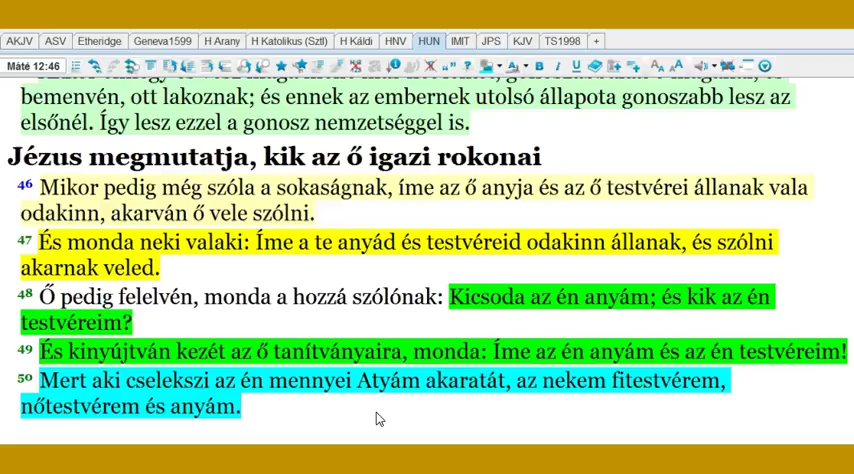 AKJV ASV Etheridge Geneva1599 H Arany H Katolikus (Sztl) H Káldi HNV HUN IMIT JPS KJV TS1998 +
Máté 12:46
bemenvén, ott lakoznak; és ennek az embernek utolsó állapota gonoszabb lesz az
elsőnél. Így lesz ezzel a gonosz nemzetséggel is.
Jézus megmutatja, kik az ő igazi rokonai
46 Mikor pedig még szóla a sokaságnak, íme az ő anyja és az ő testvérei állanak vala
odakinn, akarván ő vele szólni.
47 És monda neki valaki: Íme a te anyád és testvéreid odakinn állanak, és szólni
akarnak veled.
48 Ő pedig felelvén, monda a hozzá szólónak: Kicsoda az én anyám; és kik az én
testvéreim?
49 És kinyújtván kezét az ő tanítványaira, monda: Íme az én anyám és az én testvéreim!
50 Mert aki cselekszi az én mennyei Atyám akaratát, az nekem fitestvérem,
nőtestvérem és anyám.